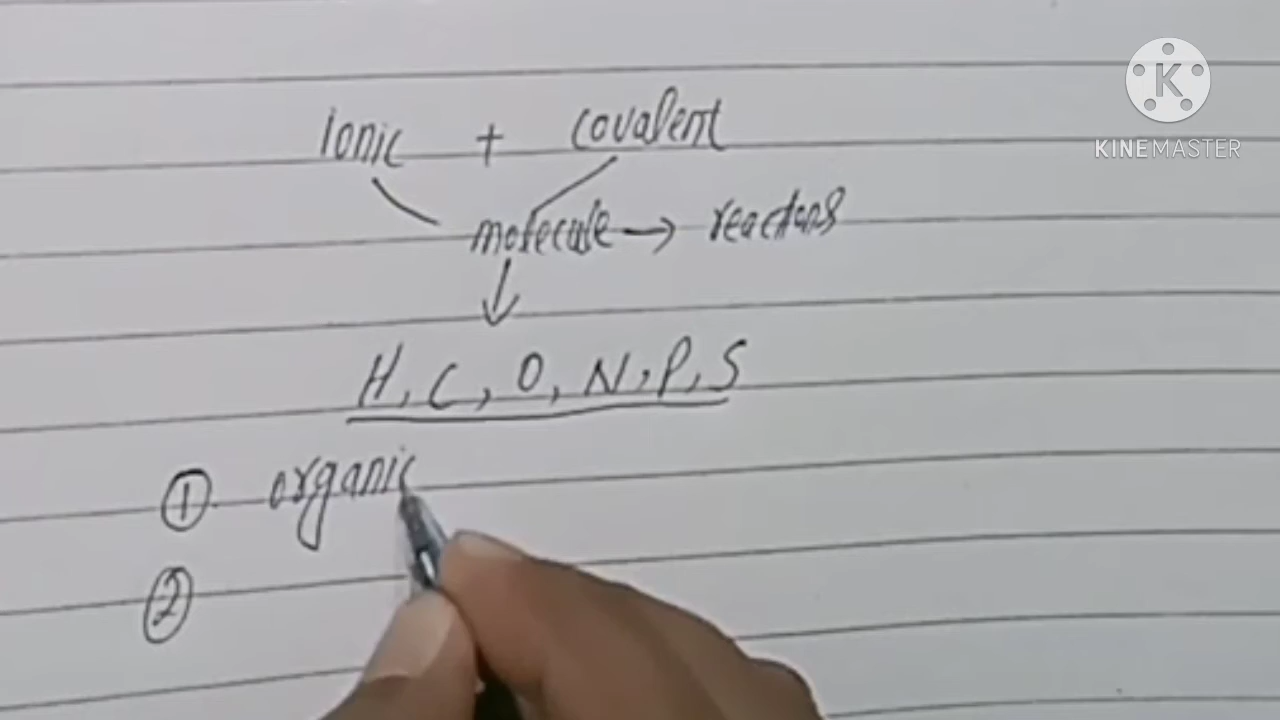 ionic + covalent
molecule → reactions
H, C, O, N, P, S
① organic
②
K
KINEMASTER